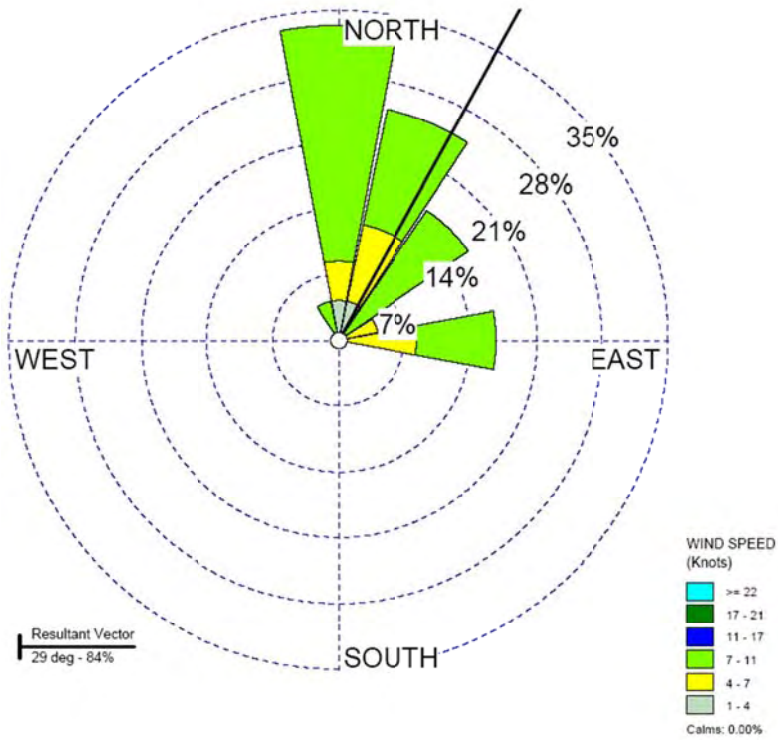 NORTH
35%
28%
21%
14%
7%
WEST
EAST
SOUTH
Resultant Vector
29 deg - 84%
WIND SPEED
(Knots)
>= 22
17 - 21
11 - 17
7 - 11
4 - 7
1 - 4
Calms: 0.00%